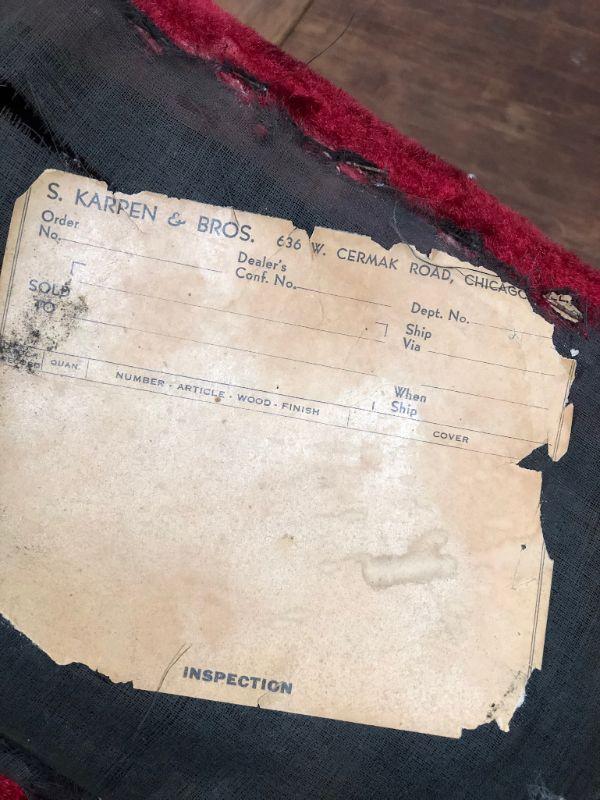 S. KARPEN & BROS. 636 W. CERMAK ROAD, CHICAGO
Order
No.
Dealer's
Conf. No.
Dept. No.
SOLD
TO
Ship
Via
When
Ship
QUAN. NUMBER - ARTICLE - WOOD - FINISH COVER
INSPECTION